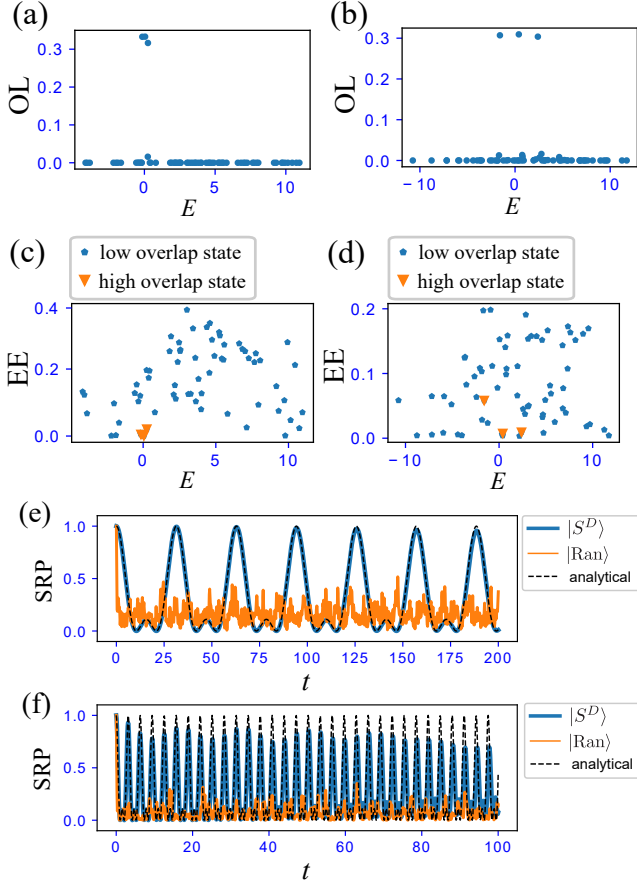 (a)
(b)
OL
0.3
0.2
0.1
0.0
0
5
10
E
OL
0.3
0.2
0.1
0.0
−10
0
10
E
(c)
low overlap state
high overlap state
(d)
low overlap state
high overlap state
EE
0.4
0.2
0.0
0
5
10
E
EE
0.2
0.1
0.0
−10
0
10
E
(e)
SRP
1.0
0.5
0.0
0
25
50
75
100
125
150
175
200
t
|S^D⟩
|Ran⟩
analytical
(f)
SRP
1.0
0.5
0.0
0
20
40
60
80
100
t
|S^D⟩
|Ran⟩
analytical